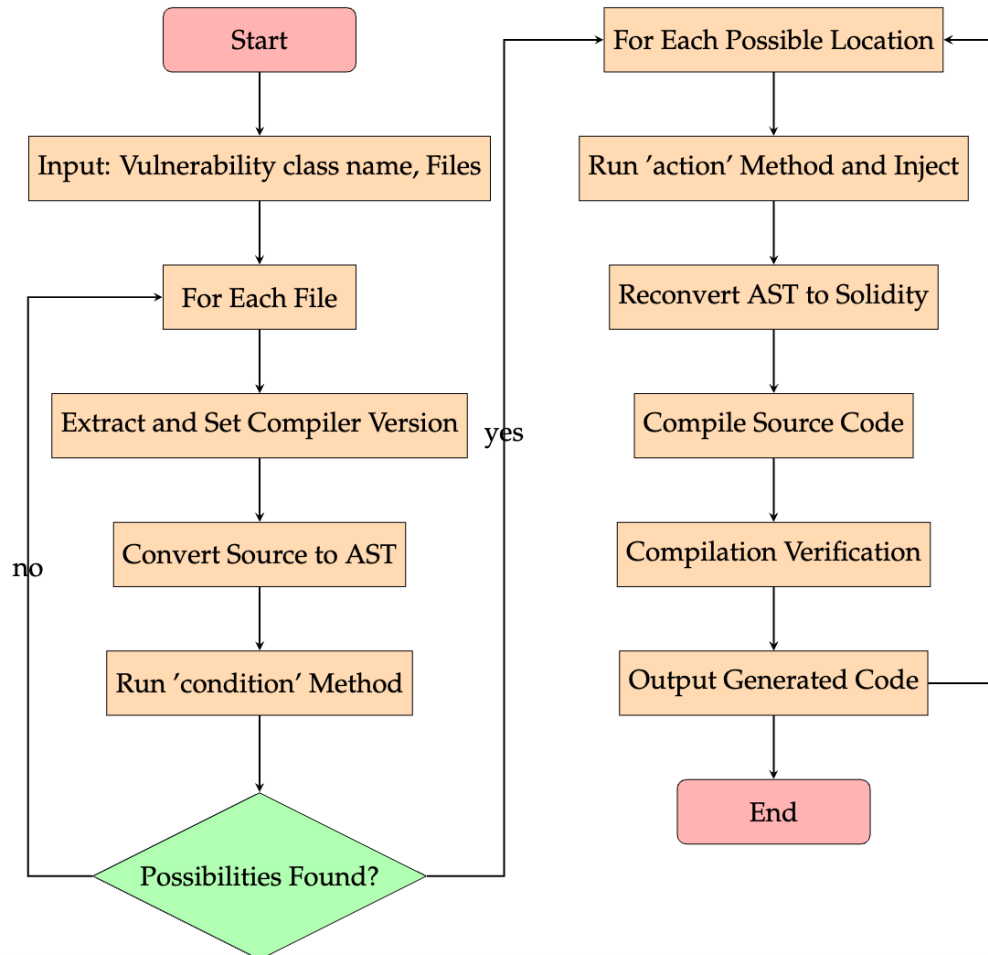 Start
Input: Vulnerability class name, Files
For Each File
Extract and Set Compiler Version
Convert Source to AST
no
Run ’condition’ Method
Possibilities Found?
yes
For Each Possible Location
Run ’action’ Method and Inject
Reconvert AST to Solidity
Compile Source Code
Compilation Verification
Output Generated Code
End